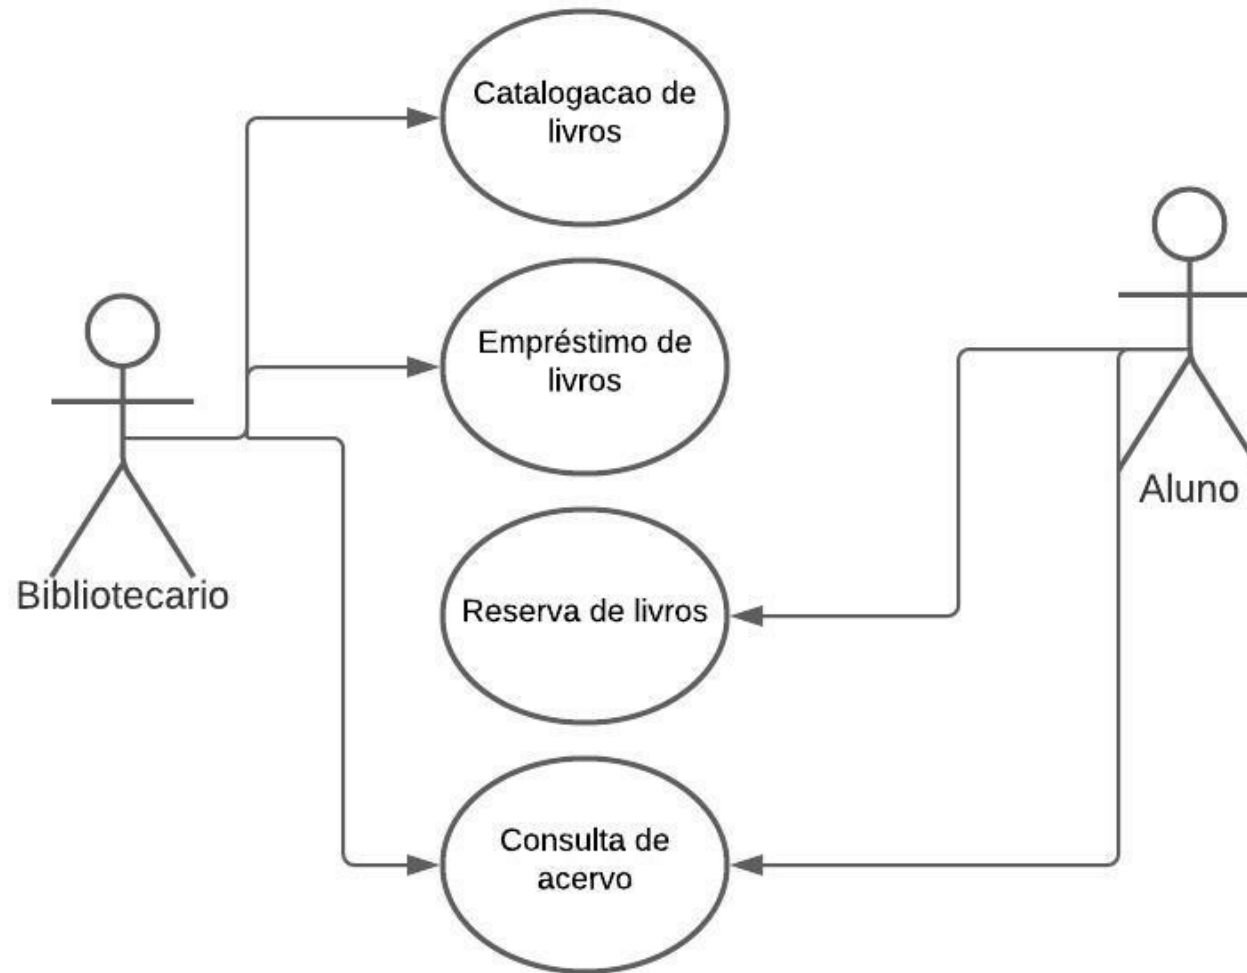 Catalogacao de
livros
Empréstimo de
livros
Aluno
Bibliotecario
Reserva de livros
Consulta de
acervo